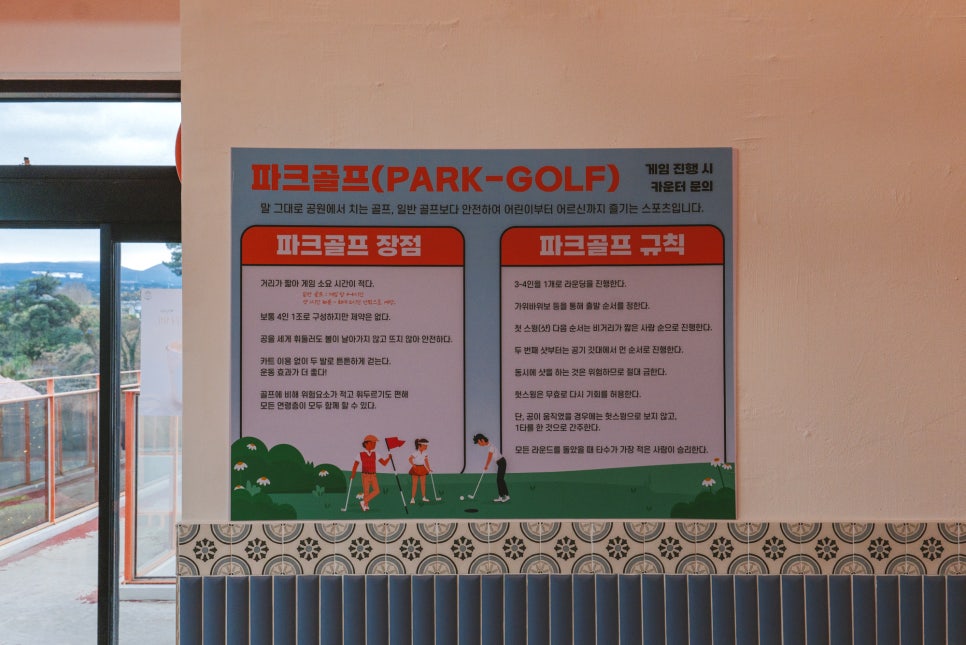 파크골프(PARK-GOLF)
게임 진행 시
카운터 문의
말 그대로 공원에서 치는 골프, 일반 골프보다 안전하여 어린이부터 어르신까지 즐기는 스포츠입니다.
파크골프 장점
거리가 짧아 게임 소요 시간이 적다.
보통 4인 1조로 구성하지만 제약은 없다.
공을 세게 휘둘러도 볼이 날아가지 않고 뜨지 않아 안전하다.
카트 이용 없이 두 발로 튼튼하게 걷는다.
운동 효과가 더 좋다!
골프에 비해 위험요소가 적고 휘두르기도 편해
모든 연령층이 모두 함께 할 수 있다.
파크골프 규칙
3-4인을 1개로 라운딩을 진행한다.
가위바위보 등을 통해 출발 순서를 정한다.
첫 스윙(샷) 다음 순서는 비거리가 짧은 사람 순으로 진행한다.
두 번째 샷부터는 공기 깃대에서 먼 순서로 진행한다.
동시에 샷을 하는 것은 위험하므로 절대 금한다.
헛스윙은 무효로 다시 기회를 허용한다.
단, 공이 움직였을 경우에는 헛스윙으로 보지 않고,
1타를 한 것으로 간주한다.
모든 라운드를 돌았을 때 타수가 가장 적은 사람이 승리한다.